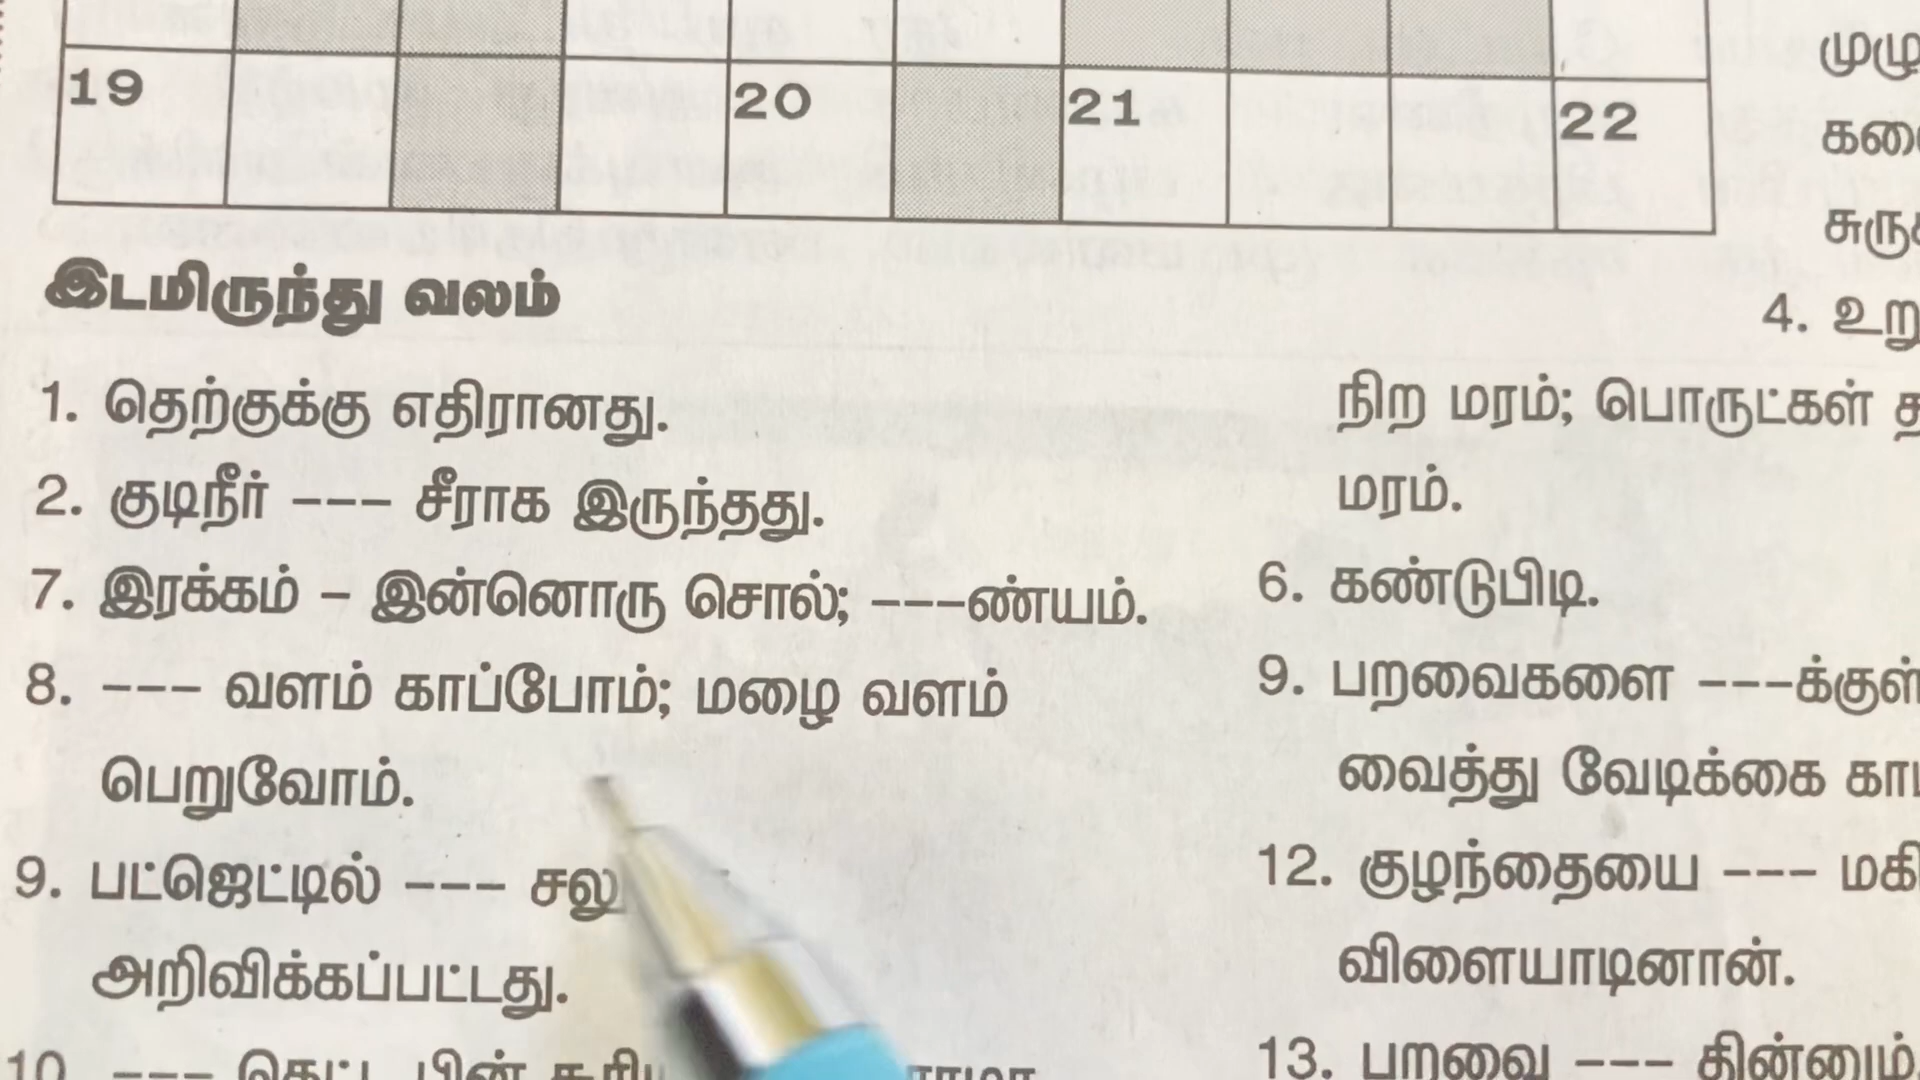 19 20 21 22
இடமிருந்து வலம்
1. தெற்குக்கு எதிரானது.
2. குடிநீர் --- சீராக இருந்தது.
7. இரக்கம் – இன்னொரு சொல்; ---ண்யம்.
8. --- வளம் காப்போம்; மழை வளம்
பெறுவோம்.
9. பட்ஜெட்டில் ---
அறிவிக்கப்பட்டது.
10. ---
4.
நிற மரம்; பொருட்கள்
மரம்.
6. கண்டுபிடி.
9. பறவைகளை ---க்குள்
வைத்து வேடிக்கை
12. குழந்தையை ---
விளையாடினான்.
13. பறவை --- தின்னும்.